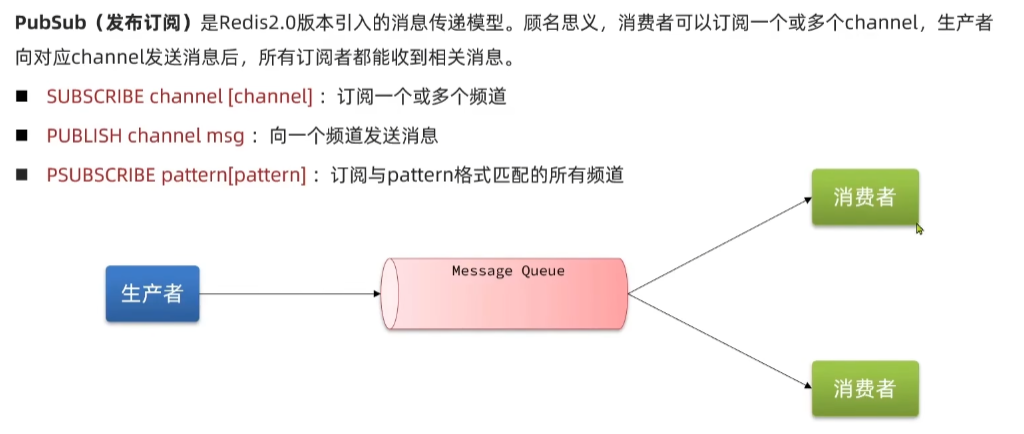 PubSub（发布订阅）是Redis2.0版本引入的消息传递模型。顾名思义，消费者可以订阅一个或多个channel，生产者
向对应channel发送消息后，所有订阅者都能收到相关消息。
SUBSCRIBE channel [channel] ：订阅一个或多个频道
PUBLISH channel msg ：向一个频道发送消息
PSUBSCRIBE pattern[pattern] ：订阅与pattern格式匹配的所有频道
消费者
Message Queue
生产者
消费者